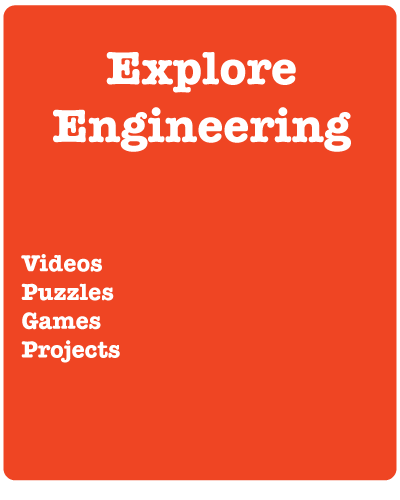 Explore
Engineering
Videos
Puzzles
Games
Projects